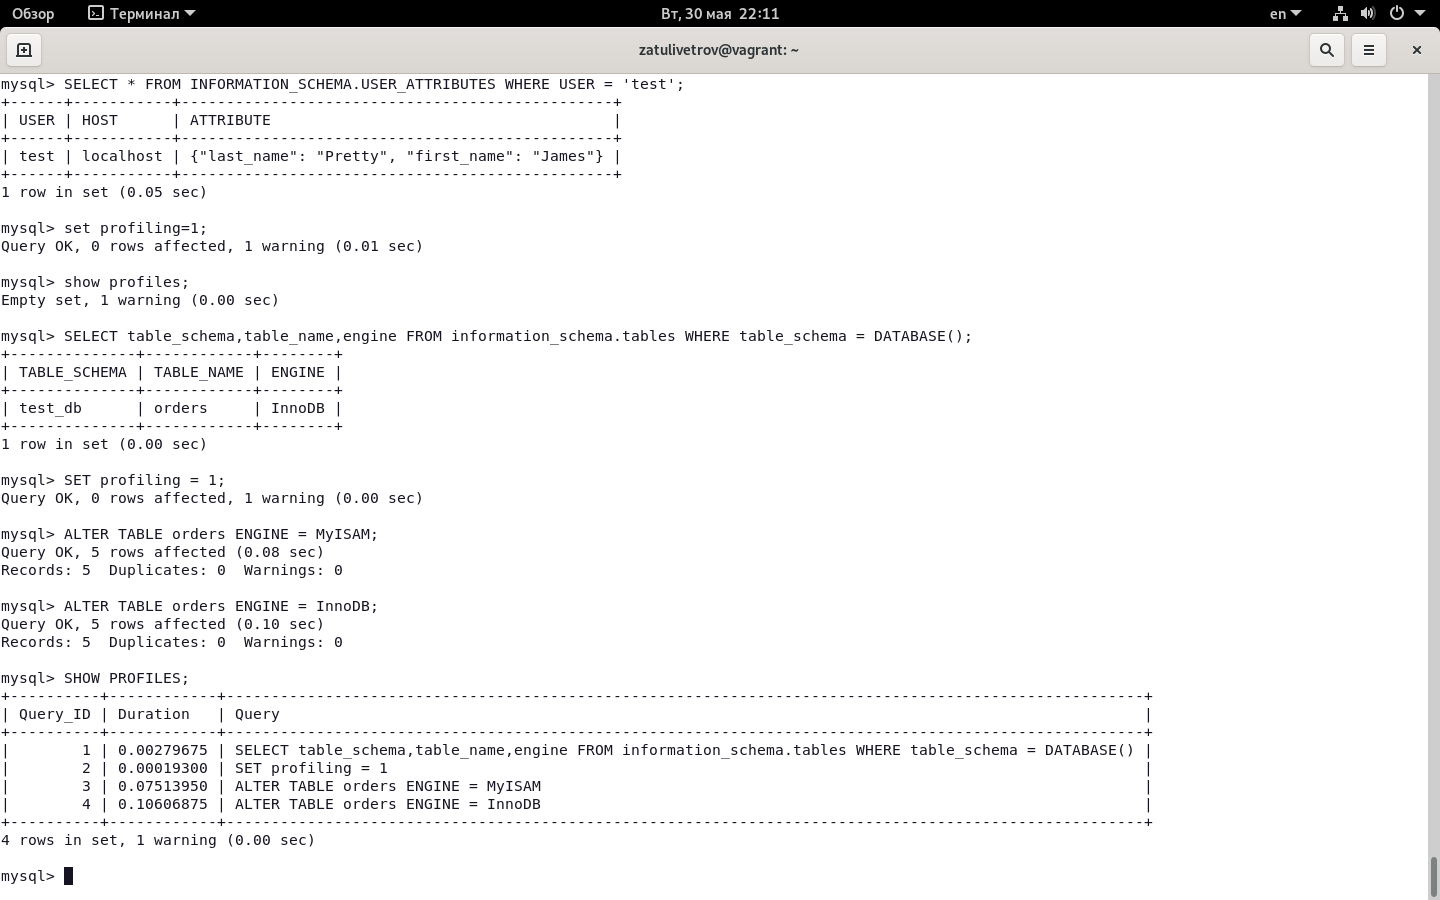 Обзор Терминал Вт, 30 мая 22:11 en
zatulivetrov@vagrant: ~
mysql> SELECT * FROM INFORMATION_SCHEMA.USER_ATTRIBUTES WHERE USER = 'test';
+------+-----------+------------------------------------------------+
| USER | HOST      | ATTRIBUTE                                      |
+------+-----------+------------------------------------------------+
| test | localhost | {"last_name": "Pretty", "first_name": "James"} |
+------+-----------+------------------------------------------------+
1 row in set (0.05 sec)

mysql> set profiling=1;
Query OK, 0 rows affected, 1 warning (0.01 sec)

mysql> show profiles;
Empty set, 1 warning (0.00 sec)

mysql> SELECT table_schema,table_name,engine FROM information_schema.tables WHERE table_schema = DATABASE();
+--------------+------------+--------+
| TABLE_SCHEMA | TABLE_NAME | ENGINE |
+--------------+------------+--------+
| test_db      | orders     | InnoDB |
+--------------+------------+--------+
1 row in set (0.00 sec)

mysql> SET profiling = 1;
Query OK, 0 rows affected, 1 warning (0.00 sec)

mysql> ALTER TABLE orders ENGINE = MyISAM;
Query OK, 5 rows affected (0.08 sec)
Records: 5  Duplicates: 0  Warnings: 0

mysql> ALTER TABLE orders ENGINE = InnoDB;
Query OK, 5 rows affected (0.10 sec)
Records: 5  Duplicates: 0  Warnings: 0

mysql> SHOW PROFILES;
+----------+------------+------------------------------------------------------------------------------------------------------+
| Query_ID | Duration   | Query                                                                                                |
+----------+------------+------------------------------------------------------------------------------------------------------+
|        1 | 0.00279675 | SELECT table_schema,table_name,engine FROM information_schema.tables WHERE table_schema = DATABASE() |
|        2 | 0.00019300 | SET profiling = 1                                                                                    |
|        3 | 0.07513950 | ALTER TABLE orders ENGINE = MyISAM                                                                   |
|        4 | 0.10606875 | ALTER TABLE orders ENGINE = InnoDB                                                                   |
+----------+------------+------------------------------------------------------------------------------------------------------+
4 rows in set, 1 warning (0.00 sec)

mysql>